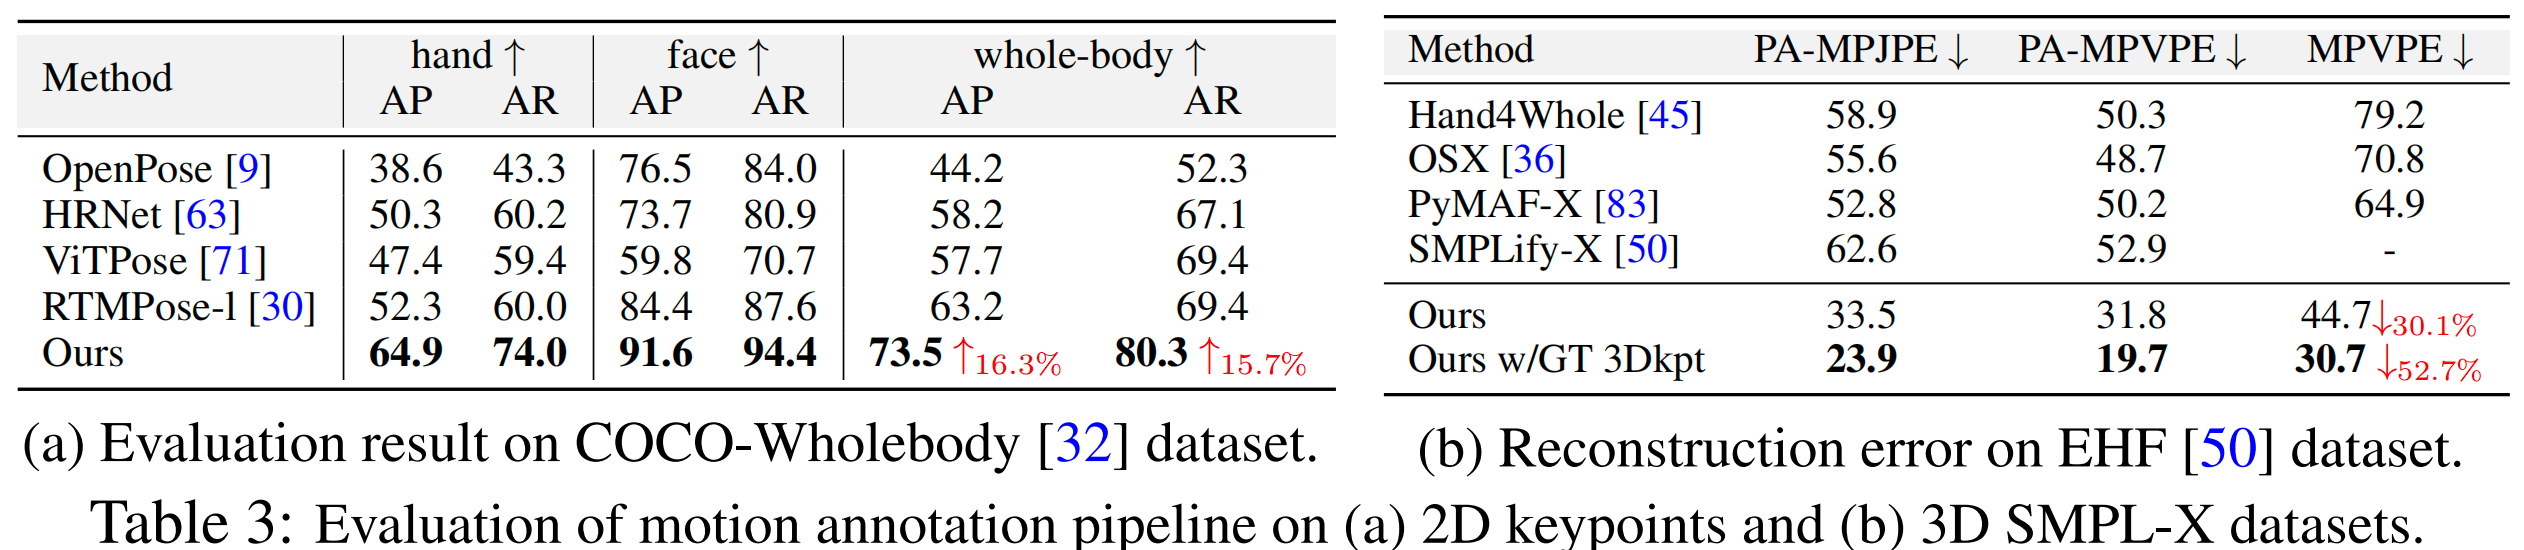 Method hand ↑ face ↑ whole-body ↑
AP AR AP AR AP AR
OpenPose [9] 38.6 43.3 76.5 84.0 44.2 52.3
HRNet [63] 50.3 60.2 73.7 80.9 58.2 67.1
ViTPose [71] 47.4 59.4 59.8 70.7 57.7 69.4
RTMPose-l [30] 52.3 60.0 84.4 87.6 63.2 69.4
Ours 64.9 74.0 91.6 94.4 73.5 ↑16.3% 80.3 ↑15.7%
(a) Evaluation result on COCO-Wholebody [32] dataset.
Method PA-MPJPE ↓ PA-MPVPE ↓ MPVPE ↓
Hand4Whole [45] 58.9 50.3 79.2
OSX [36] 55.6 48.7 70.8
PyMAF-X [83] 52.8 50.2 64.9
SMPLify-X [50] 62.6 52.9 -
Ours 33.5 31.8 44.7↓30.1%
Ours w/GT 3Dkpt 23.9 19.7 30.7 ↓52.7%
(b) Reconstruction error on EHF [50] dataset.
Table 3: Evaluation of motion annotation pipeline on (a) 2D keypoints and (b) 3D SMPL-X datasets.